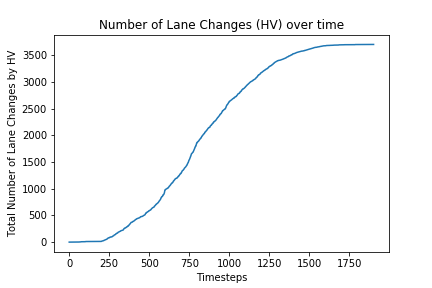 Number of Lane Changes (HV) over time
Total Number of Lane Changes by HV
3500
3000
2500
2000
1500
1000
500
0
0 250 500 750 1000 1250 1500 1750
Timesteps